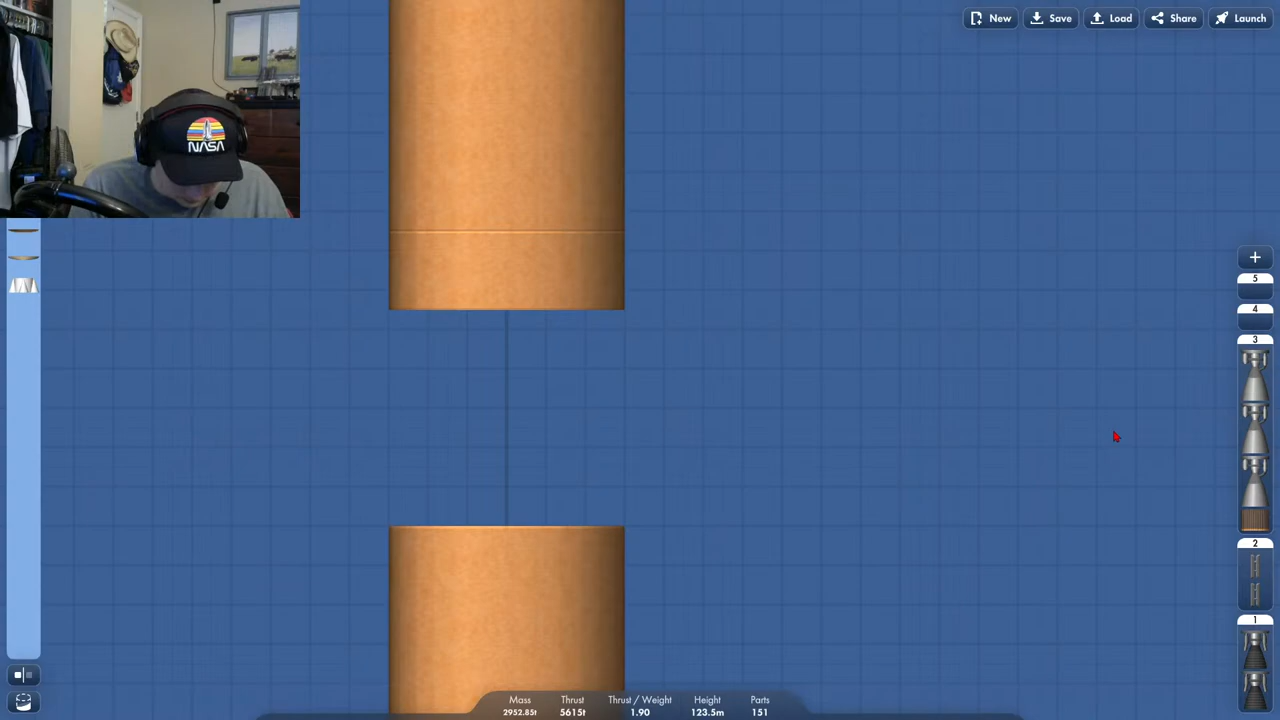 New
Save
Load
Share
Launch
NASA
5
4
3
2
1
Mass
Thrust
Thrust / Weight
Height
Parts
2952.85t
5615t
1.90
123.5m
151